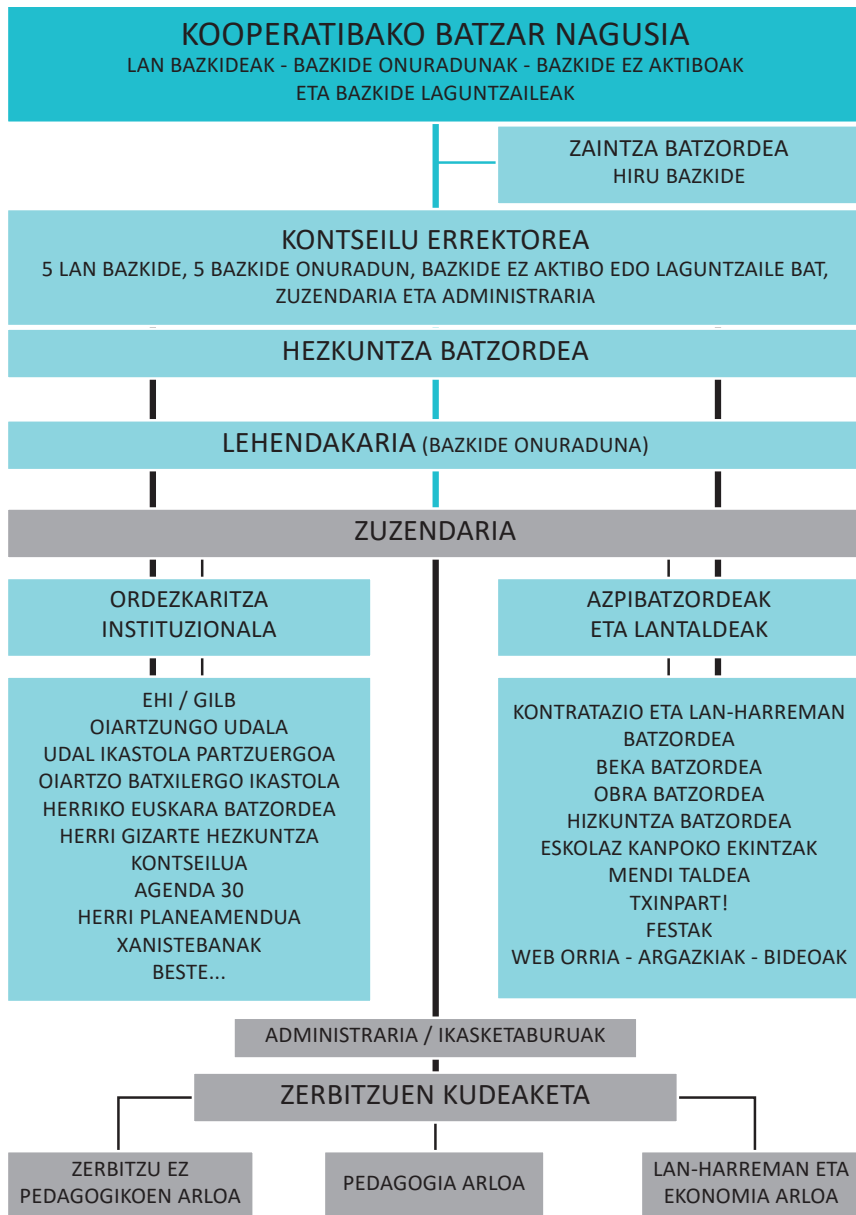 KOOPERATIBAKO BATZAR NAGUSIA
LAN BAZKIDEAK - BAZKIDE ONURADUNAK - BAZKIDE EZ AKTIBOAK
ETA BAZKIDE LAGUNTZAILEAK
ZAINTZA BATZORDEA
HIRU BAZKIDE
KONTSEILU ERREKTOREA
5 LAN BAZKIDE, 5 BAZKIDE ONURADUN, BAZKIDE EZ AKTIBO EDO LAGUNTZAILE BAT,
ZUZENDARIA ETA ADMINISTRARIA
HEZKUNTZA BATZORDEA
LEHENDAKARIA (BAZKIDE ONURADUNA)
ZUZENDARIA
ORDEZKARITZA
INSTITUZIONALA
EHI / GILB
OIARTZUNGO UDALA
UDAL IKASTOLA PARTZUERGOA
OIARTZO BATXILERGO IKASTOLA
HERRIKO EUSKARA BATZORDEA
HERRI GIZARTE HEZKUNTZA
KONTSEILUA
AGENDA 30
HERRI PLANEAMENDUA
XANISTEBANAK
BESTE...
AZPIBATZORDEAK
ETA LANTALDEAK
KONTRATAZIO ETA LAN-HARREMAN
BATZORDEA
BEKA BATZORDEA
OBRA BATZORDEA
HIZKUNTZA BATZORDEA
ESKOLAZ KANPOKO EKINTZAK
MENDI TALDEA
TXINPART!
FESTAK
WEB ORRIA - ARGAZKIAK - BIDEOAK
ADMINISTRARIA / IKASKETABURUAK
ZERBITZUEN KUDEAKETA
ZERBITZU EZ
PEDAGOGIKOEN ARLOA
PEDAGOGIA ARLOA
LAN-HARREMAN ETA
EKONOMIA ARLOA